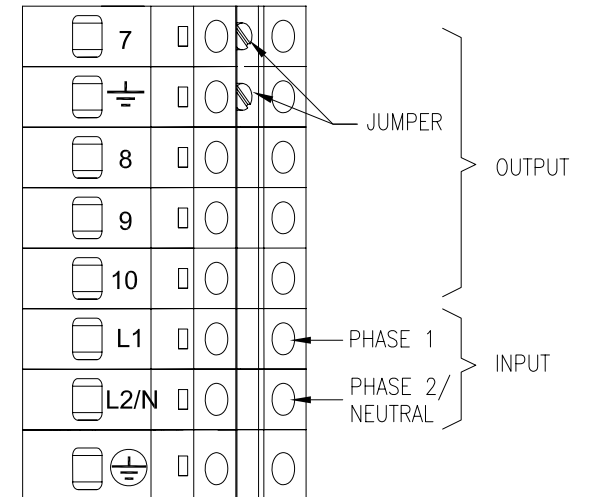 7
JUMPER
8
OUTPUT
9
10
L1
PHASE 1
INPUT
L2/N
PHASE 2/
NEUTRAL